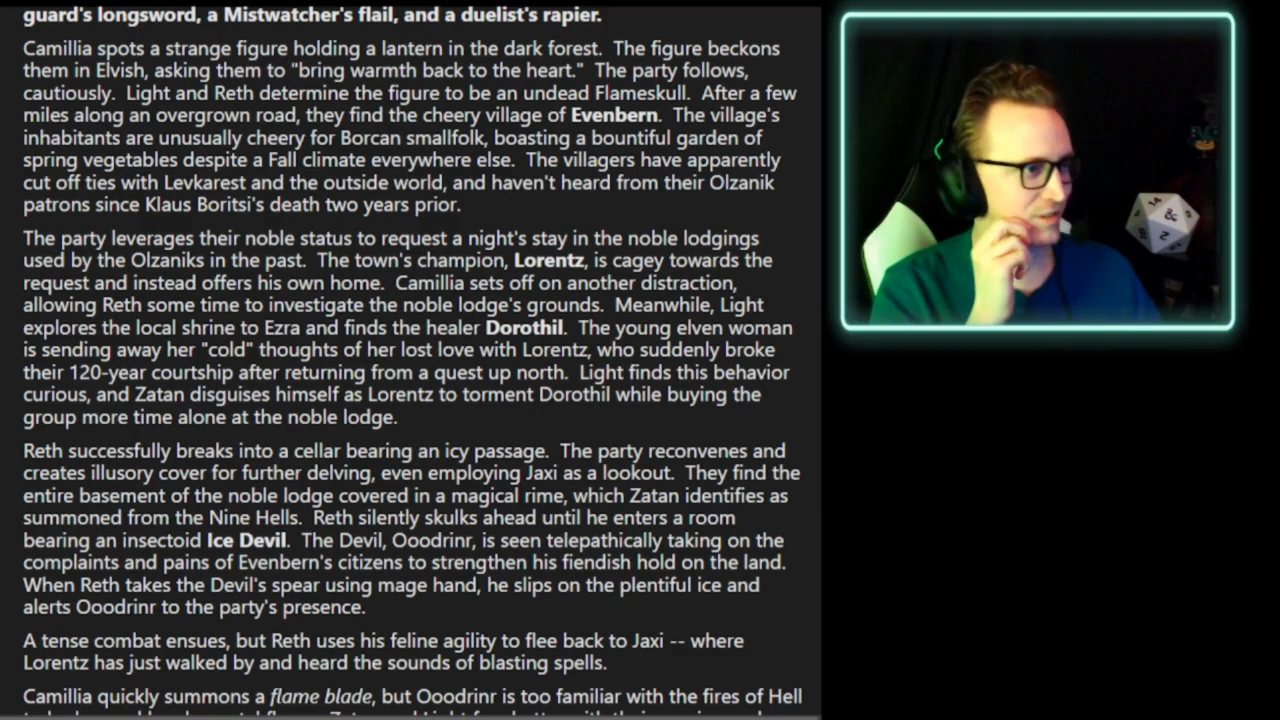 guard's longsword, a Mistwatcher's flail, and a duelist's rapier.
Camillia spots a strange figure holding a lantern in the dark forest.  The figure beckons
them in Elvish, asking them to "bring warmth back to the heart."  The party follows,
cautiously.  Light and Reth determine the figure to be an undead Flameskull.  After a few
miles along an overgrown road, they find the cheery village of Evenbern.  The village's
inhabitants are unusually cheery for Borcan smallfolk, boasting a bountiful garden of
spring vegetables despite a Fall climate everywhere else.  The villagers have apparently
cut off ties with Levkarest and the outside world, and haven't heard from their Olzanik
patrons since Klaus Boritsi's death two years prior.
The party leverages their noble status to request a night's stay in the noble lodgings
used by the Olzaniks in the past.  The town's champion, Lorentz, is cagey towards the
request and instead offers his own home.  Camillia sets off on another distraction,
allowing Reth some time to investigate the noble lodge's grounds.  Meanwhile, Light
explores the local shrine to Ezra and finds the healer Dorothil.  The young elven woman
is sending away her "cold" thoughts of her lost love with Lorentz, who suddenly broke
their 120-year courtship after returning from a quest up north.  Light finds this behavior
curious, and Zatan disguises himself as Lorentz to torment Dorothil while buying the
group more time alone at the noble lodge.
Reth successfully breaks into a cellar bearing an icy passage.  The party reconvenes and
creates illusory cover for further delving, even employing Jaxi as a lookout.  They find the
entire basement of the noble lodge covered in a magical rime, which Zatan identifies as
summoned from the Nine Hells.  Reth silently skulks ahead until he enters a room
bearing an insectoid Ice Devil.  The Devil, Ooodrinr, is seen telepathically taking on the
complaints and pains of Evenbern's citizens to strengthen his fiendish hold on the land.
When Reth takes the Devil's spear using mage hand, he slips on the plentiful ice and
alerts Ooodrinr to the party's presence.
A tense combat ensues, but Reth uses his feline agility to flee back to Jaxi -- where
Lorentz has just walked by and heard the sounds of blasting spells.
Camillia quickly summons a flame blade, but Ooodrinr is too familiar with the fires of Hell